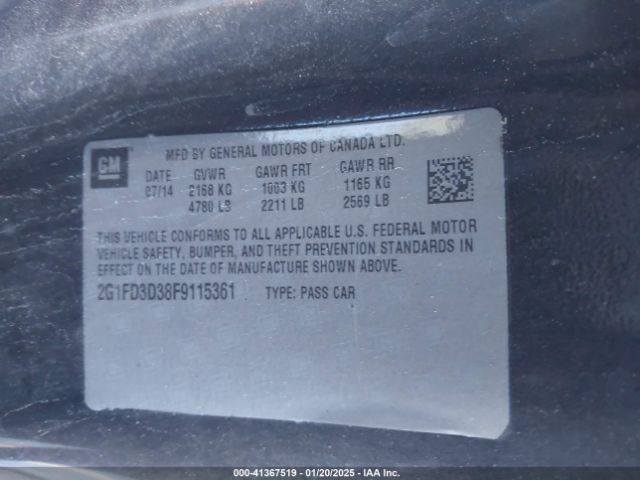 MFD BY GENERAL MOTORS OF CANADA LTD.
GM
DATE GVWR GAWR FRT GAWR RR
07/14 2168 KG 1003 KG 1165 KG
4780 LB 2211 LB 2569 LB
THIS VEHICLE CONFORMS TO ALL APPLICABLE U.S. FEDERAL MOTOR
VEHICLE SAFETY, BUMPER, AND THEFT PREVENTION STANDARDS IN
EFFECT ON THE DATE OF MANUFACTURE SHOWN ABOVE.
2G1FD3D38F9115361 TYPE: PASS CAR
000-41367519 - 01/20/2025 - IAA Inc.